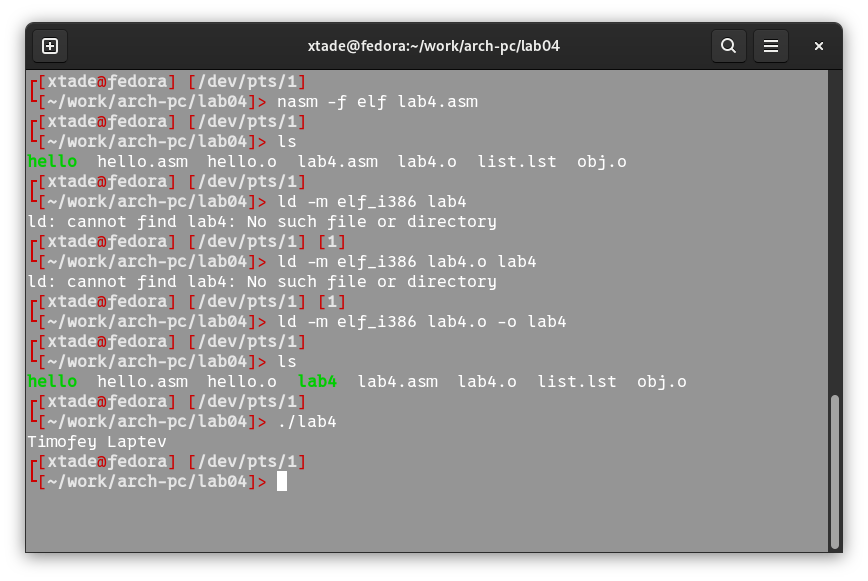 xtade@fedora:~/work/arch-pc/lab04
┌[xtade@fedora] [/dev/pts/1]
└[~/work/arch-pc/lab04]> nasm -f elf lab4.asm
┌[xtade@fedora] [/dev/pts/1]
└[~/work/arch-pc/lab04]> ls
hello  hello.asm  hello.o  lab4.asm  lab4.o  list.lst  obj.o
┌[xtade@fedora] [/dev/pts/1]
└[~/work/arch-pc/lab04]> ld -m elf_i386 lab4
ld: cannot find lab4: No such file or directory
┌[xtade@fedora] [/dev/pts/1] [1]
└[~/work/arch-pc/lab04]> ld -m elf_i386 lab4.o lab4
ld: cannot find lab4: No such file or directory
┌[xtade@fedora] [/dev/pts/1] [1]
└[~/work/arch-pc/lab04]> ld -m elf_i386 lab4.o -o lab4
┌[xtade@fedora] [/dev/pts/1]
└[~/work/arch-pc/lab04]> ls
hello  hello.asm  hello.o  lab4  lab4.asm  lab4.o  list.lst  obj.o
┌[xtade@fedora] [/dev/pts/1]
└[~/work/arch-pc/lab04]> ./lab4
Timofey Laptev
┌[xtade@fedora] [/dev/pts/1]
└[~/work/arch-pc/lab04]>